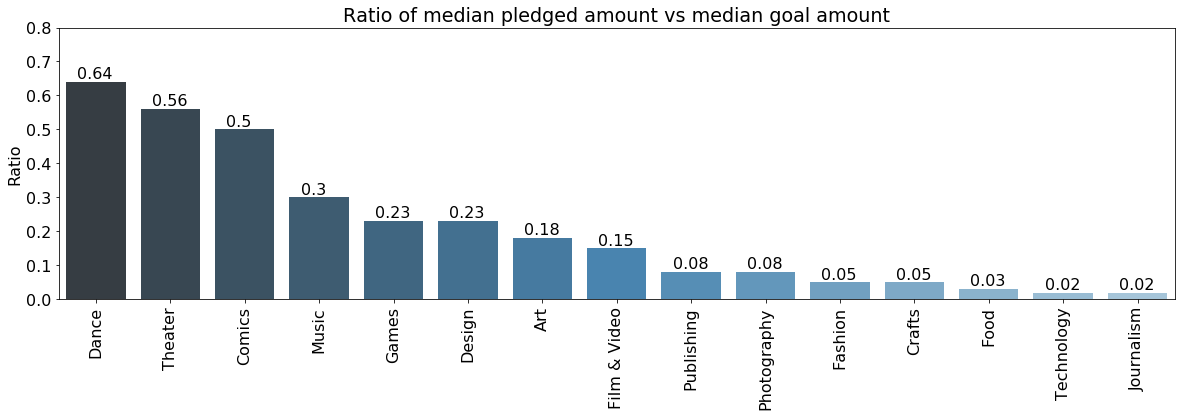 Ratio of median pledged amount vs median goal amount
Ratio
0.8
0.7
0.6
0.5
0.4
0.3
0.2
0.1
0.0
0.64
0.56
0.5
0.3
0.23
0.23
0.18
0.15
0.08
0.08
0.05
0.05
0.03
0.02
0.02
Dance
Theater
Comics
Music
Games
Design
Art
Film & Video
Publishing
Photography
Fashion
Crafts
Food
Technology
Journalism